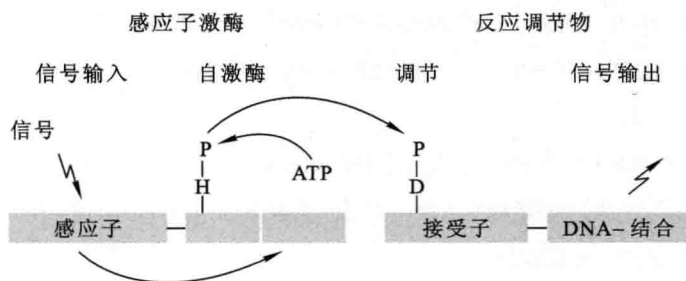 感应子激酶 反应调节物
信号输入 自激酶 调节 信号输出
信号
P P
H ATP D
感应子 接受子 DNA-结合